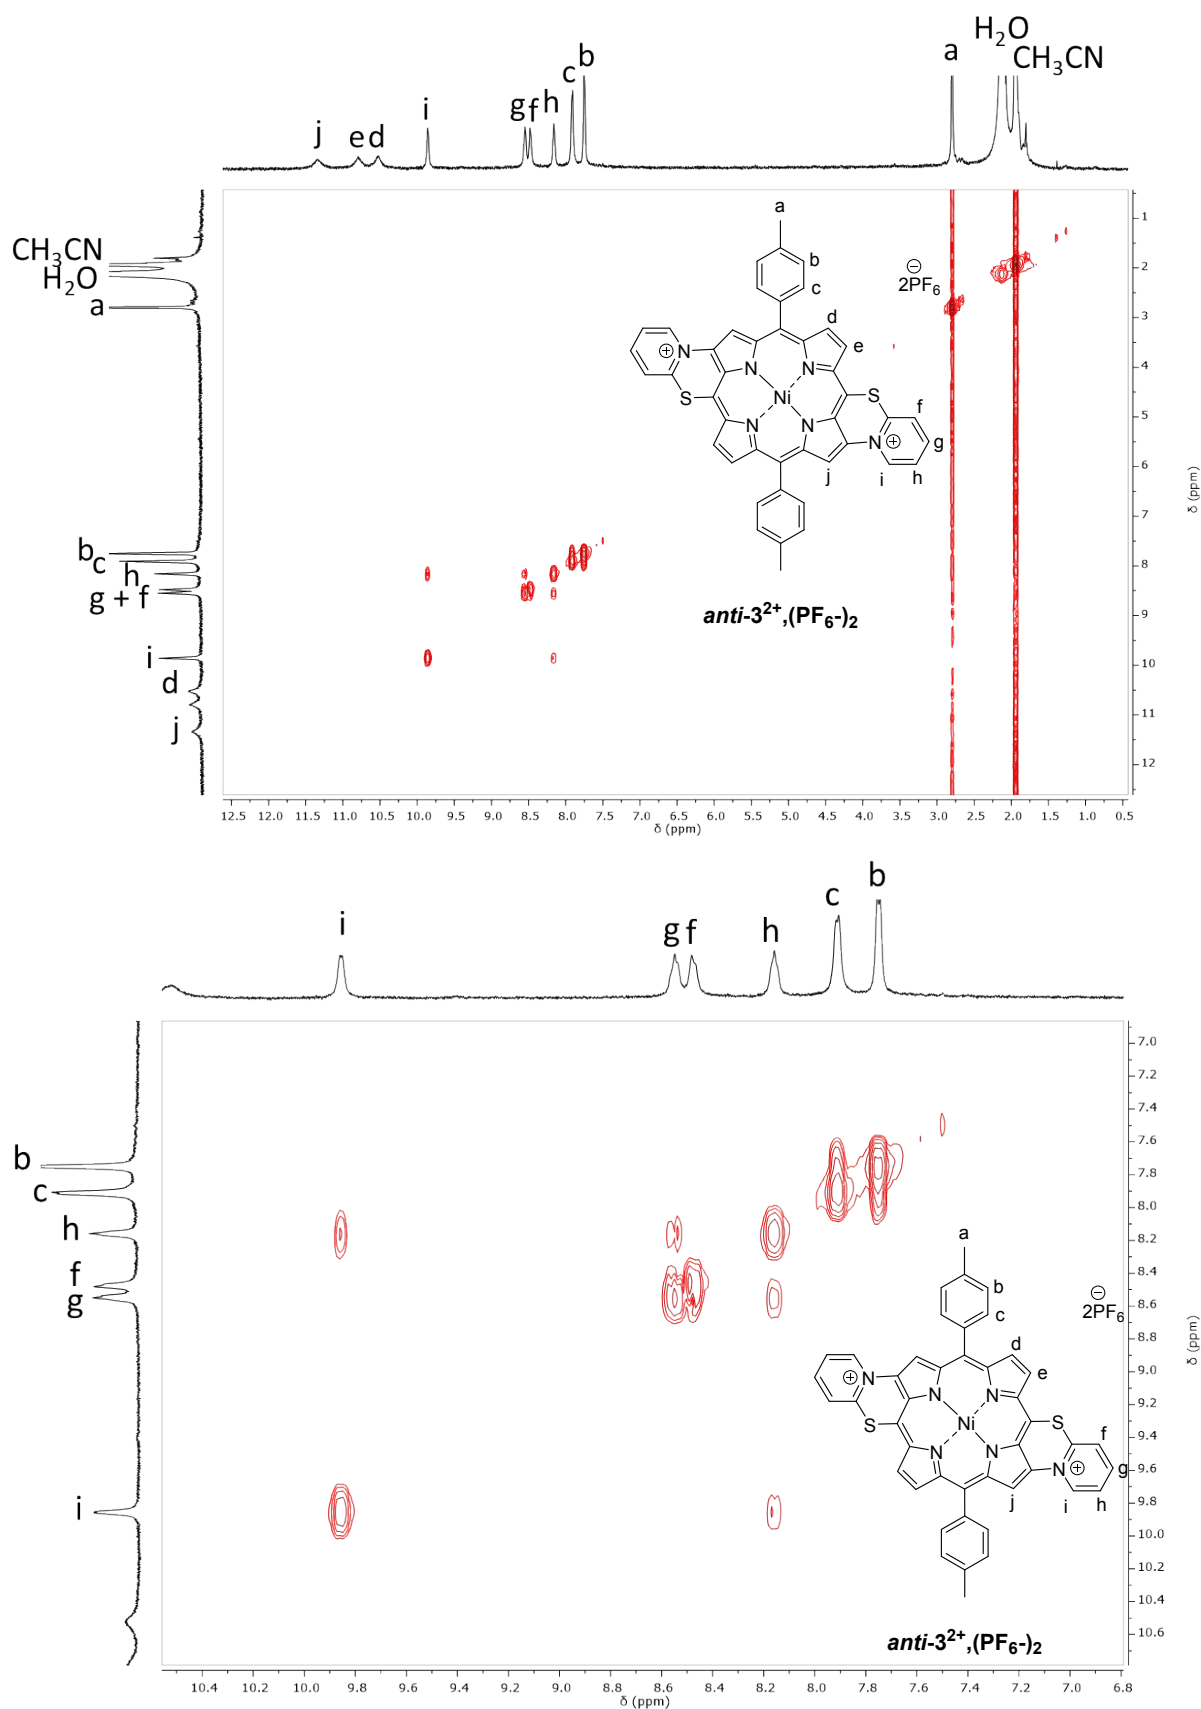 H₂O
CH₃CN
a
b
c
i
g
f
h
j
e
d
CH₃CN
H₂O
a
b
c
h
g + f
i
d
j
a
b
c
d
e
2PF₆
⊖
N
⊕
N
N
Ni
S
S
N
N
N
⊕
f
g
h
i
j
anti-3²⁺,(PF₆-)₂
1
2
3
4
5
6
7
8
9
10
11
12
δ (ppm)
12.5 11.5 11.0 10.5 10.0 9.5 9.0 8.5 8.0 7.5 7.0 6.5 6.0 5.5 5.0 4.5 4.0 3.5 3.0 2.5 2.0 1.5 1.0 0.5
12.0
δ (ppm)
i
g
f
h
c
b
b
c
h
f
g
i
a
b
c
d
e
⊖
2PF₆
N
⊕
N
N
Ni
S
S
N
N
N
⊕
f
g
h
i
j
anti-3²⁺,(PF₆-)₂
7.0
7.2
7.4
7.6
7.8
8.0
8.2
8.4
8.6
8.8
9.0
9.2
9.4
9.6
9.8
10.0
10.2
10.4
10.6
δ (ppm)
10.4 10.2 10.0 9.8 9.6 9.4 9.2 9.0 8.8 8.6 8.4 8.2 8.0 7.8 7.6 7.4 7.2 7.0 6.8
δ (ppm)